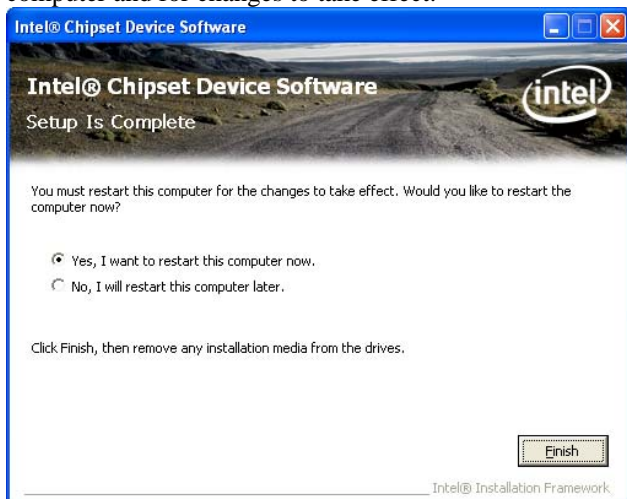 computer and for changes to take effect.
Intel® Chipset Device Software
Intel® Chipset Device Software
intel
Setup Is Complete
You must restart this computer for the changes to take effect. Would you like to restart the
computer now?
Yes, I want to restart this computer now.
No, I will restart this computer later.
Click Finish, then remove any installation media from the drives.
Finish
Intel® Installation Framework